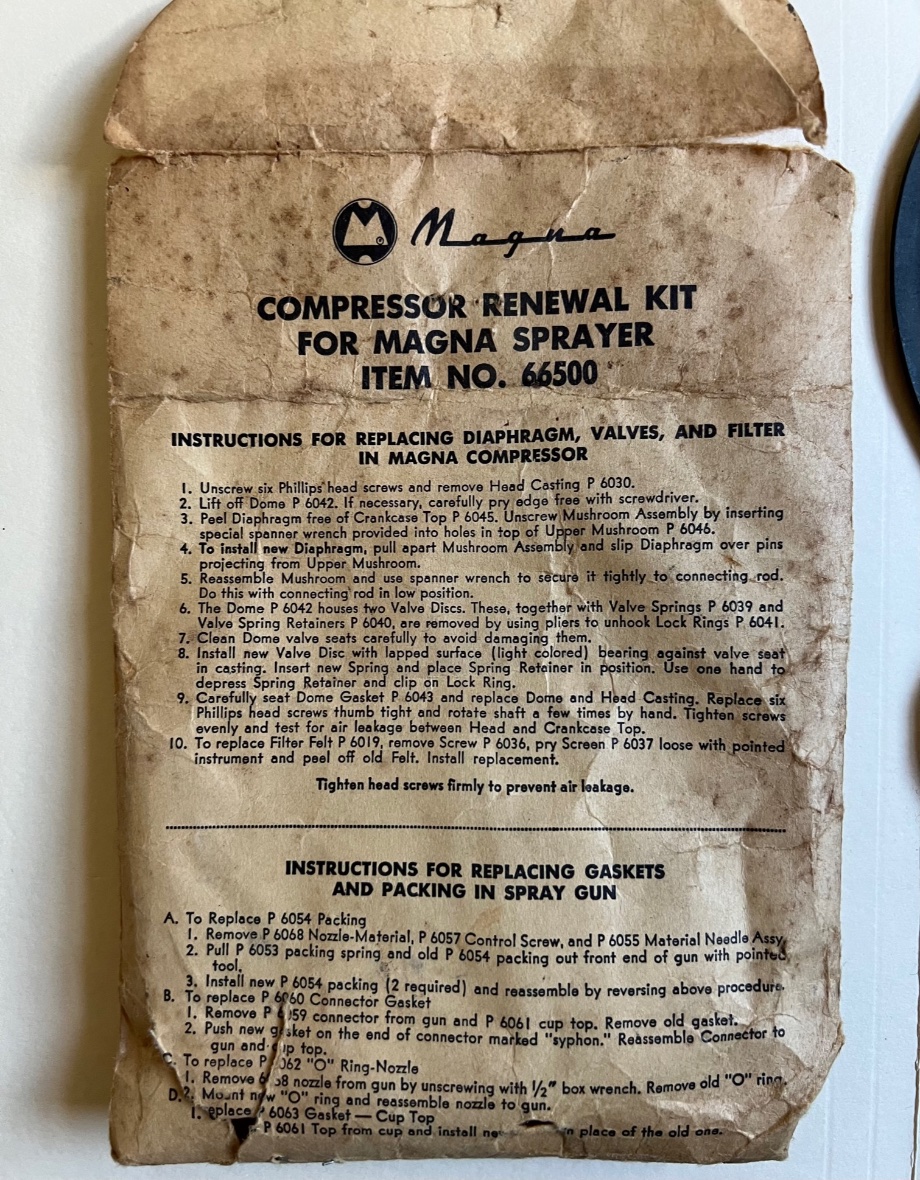 M Magna
COMPRESSOR RENEWAL KIT
FOR MAGNA SPRAYER
ITEM NO. 66500
INSTRUCTIONS FOR REPLACING DIAPHRAGM, VALVES, AND FILTER
IN MAGNA COMPRESSOR
1. Unscrew six Phillips head screws and remove Head Casting P 6030.
2. Lift off Dome P 6042. If necessary, carefully pry edge free with screwdriver.
3. Peel Diaphragm free of Crankcase Top P 6045. Unscrew Mushroom Assembly by inserting
special spanner wrench provided into holes in top of Upper Mushroom P 6046.
4. To install new Diaphragm, pull apart Mushroom Assembly and slip Diaphragm over pins
projecting from Upper Mushroom.
5. Reassemble Mushroom and use spanner wrench to secure it tightly to connecting rod.
Do this with connecting rod in low position.
6. The Dome P 6042 houses two Valve Discs. These, together with Valve Springs P 6039 and
Valve Spring Retainers P 6040, are removed by using pliers to unhook Lock Rings P 6041.
7. Clean Dome valve seats carefully to avoid damaging them.
8. Install new Valve Disc with lapped surface (light colored) bearing against valve seat
in casting. Insert new Spring and place Spring Retainer in position. Use one hand to
depress Spring Retainer and clip on Lock Ring.
9. Carefully seat Dome Gasket P 6043 and replace Dome and Head Casting. Replace six
Phillips head screws thumb tight and rotate shaft a few times by hand. Tighten screws
evenly and test for air leakage between Head and Crankcase Top.
10. To replace Filter Felt P 6019, remove Screw P 6036, pry Screen P 6037 loose with pointed
instrument and peel off old Felt. Install replacement.
Tighten head screws firmly to prevent air leakage.
INSTRUCTIONS FOR REPLACING GASKETS
AND PACKING IN SPRAY GUN
A. To Replace P 6054 Packing
1. Remove P 6068 Nozzle-Material, P 6057 Control Screw, and P 6055 Material Needle Assy.
2. Pull P 6053 packing spring and old P 6054 packing out front end of gun with pointed
tool.
3. Install new P 6054 packing (2 required) and reassemble by reversing above procedure.
B. To replace P 6060 Connector Gasket
1. Remove P 6059 connector from gun and P 6061 cup top. Remove old gasket.
2. Push new gasket on the end of connector marked "syphon." Reassemble Connector to
gun and cup top.
C. To replace P 6062 "O" Ring-Nozzle
1. Remove nozzle from gun by unscrewing with 1/2" box wrench. Remove old "O" ring.
2. Mount new "O" ring and reassemble nozzle to gun.
D. 1. Replace P 6063 Gasket — Cup Top
P 6061 Top from cup and install place of the old one.